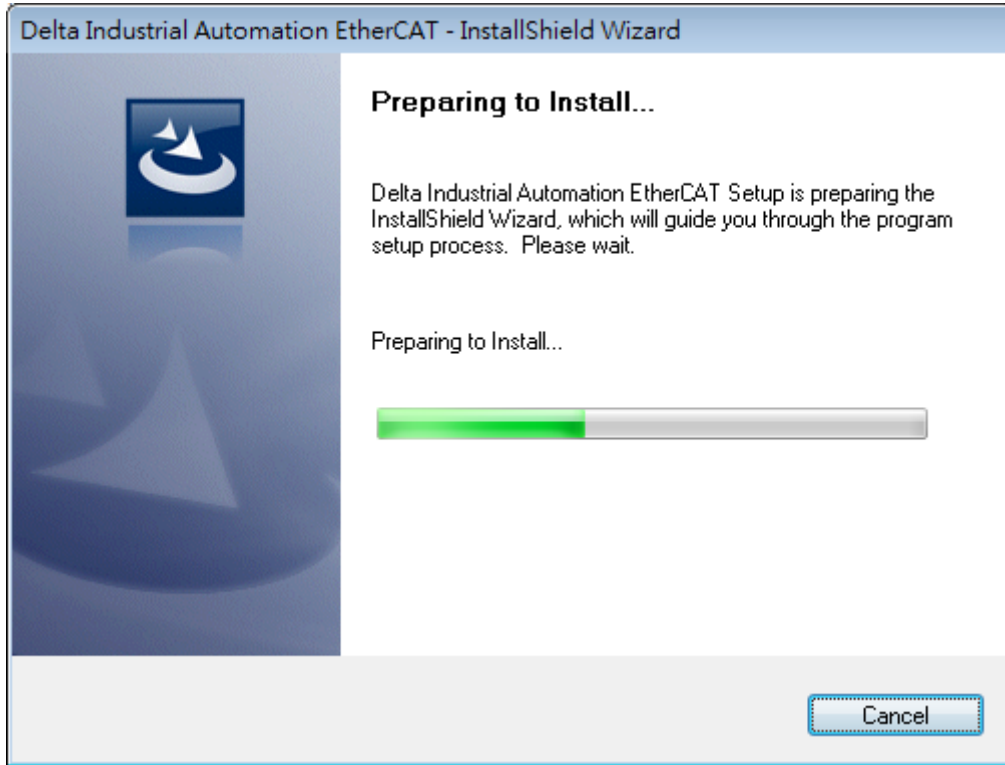 Delta Industrial Automation EtherCAT - InstallShield Wizard
Preparing to Install...
Delta Industrial Automation EtherCAT Setup is preparing the
InstallShield Wizard, which will guide you through the program
setup process. Please wait.
Preparing to Install...
Cancel